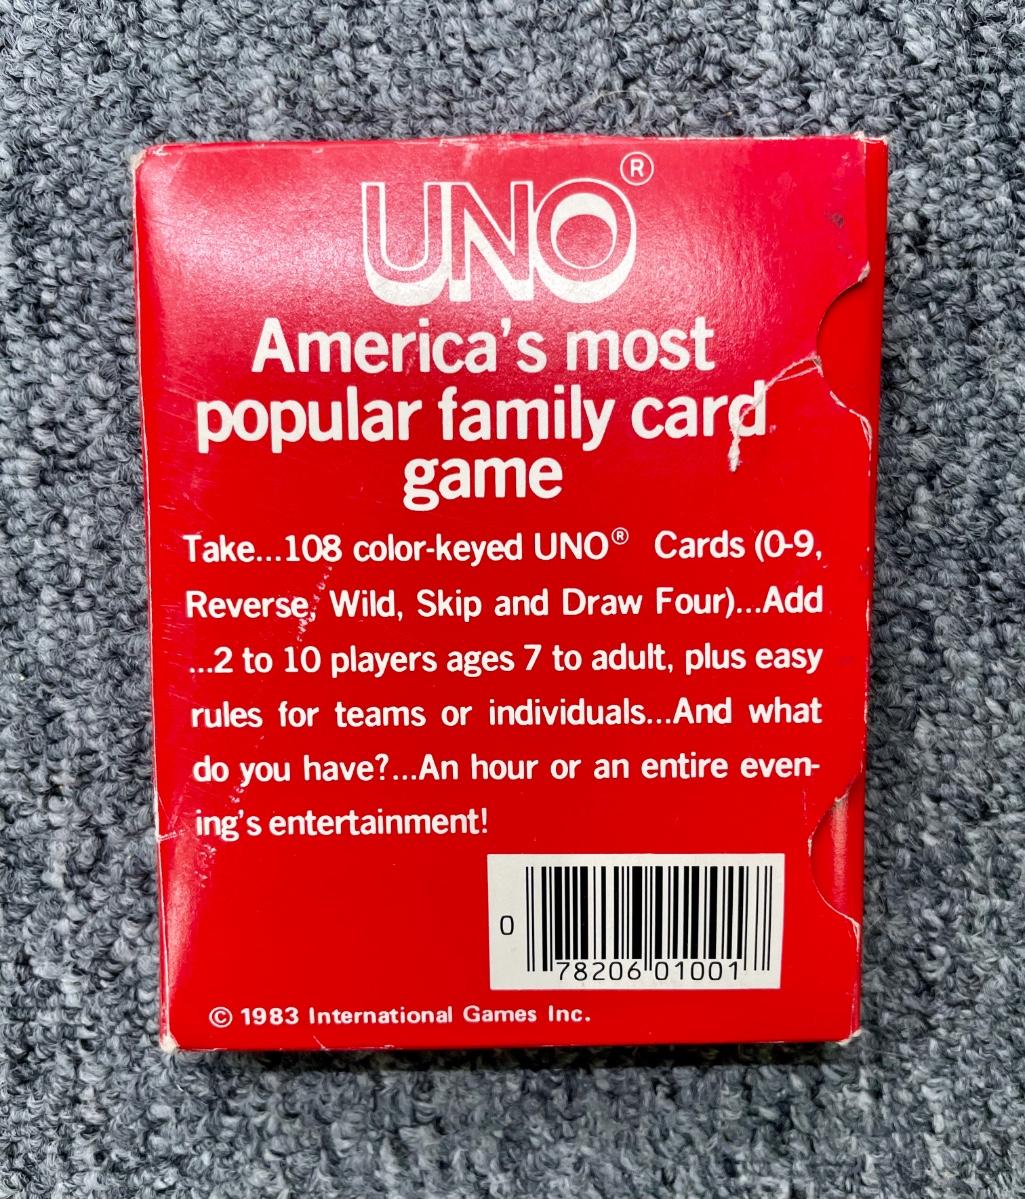 UNO®
America's most
popular family card
game
Take...108 color-keyed UNO® Cards (0-9,
Reverse, Wild, Skip and Draw Four)...Add
...2 to 10 players ages 7 to adult, plus easy
rules for teams or individuals...And what
do you have?...An hour or an entire even-
ing's entertainment!
0 78206 01001
© 1983 International Games Inc.